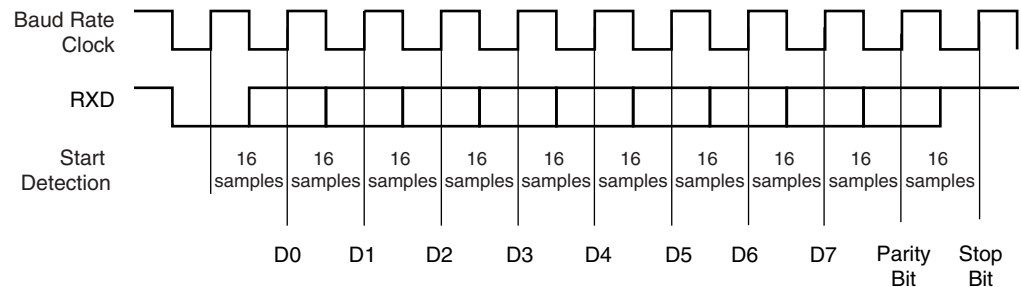 Baud Rate
Clock
RXD
Start
Detection
16 16 16 16 16 16 16 16 16 16
samples samples samples samples samples samples samples samples samples samples
D0 D1 D2 D3 D4 D5 D6 D7 Parity Stop
Bit Bit